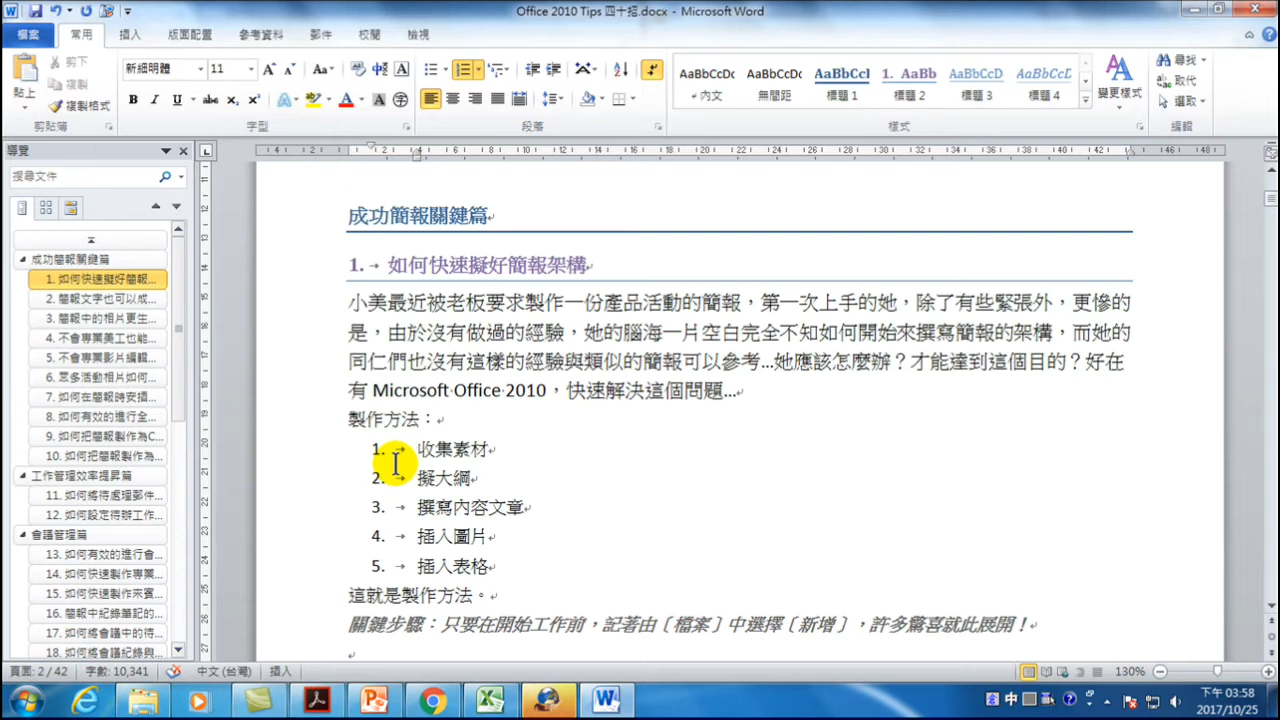 Office 2010 Tips 四十招.docx - Microsoft Word
檔案 常用 插入 版面配置 參考資料 郵件 校閱 檢視
貼上 剪下 複製 複製格式 剪貼簿
新細明體 11 字型
段落
AaBbCcDc 內文 AaBbCcDc 無間距 AaBbCcl 標題 1 1. AaBb 標題 2 AaBbCcD 標題 3 AaBbCcL 標題 4 變更樣式 樣式
尋找 取代 選取 編輯
導覽
搜尋文件
成功簡報關鍵篇
1. 如何快速擬好簡報...
2. 簡報文字也可以成...
3. 簡報中的相片更生...
4. 不會專業美工也能...
5. 不會專業影片編輯...
6. 眾多活動相片如何...
7. 如何在簡報時安插...
8. 如何有效的進行全...
9. 如何把簡報製作為C...
10. 如何把簡報製作為...
工作管理效率提昇篇
11. 如何將待處理郵件...
12. 如何設定待辦工作...
會議管理篇
13. 如何有效的進行會...
14. 如何快速製作專業...
15. 如何快速製作來賓...
16. 簡報中紀錄筆記的...
17. 如何將會議中的待...
18. 如何將會議紀錄與...
成功簡報關鍵篇
1. 如何快速擬好簡報架構
小美最近被老板要求製作一份產品活動的簡報，第一次上手的她，除了有些緊張外，更慘的
是，由於沒有做過的經驗，她的腦海一片空白完全不知如何開始來撰寫簡報的架構，而她的
同仁們也沒有這樣的經驗與類似的簡報可以參考...她應該怎麼辦？才能達到這個目的？好在
有 Microsoft Office 2010，快速解決這個問題...
製作方法：
1. 收集素材
2. 擬大綱
3. 撰寫內容文章
4. 插入圖片
5. 插入表格
這就是製作方法。
關鍵步驟：只要在開始工作前，記著由〔檔案〕中選擇〔新增〕，許多驚喜就此展開！
頁面: 2 / 42 字數: 10,341 中文 (台灣) 插入 130%
中 下午 03:58
2017/10/25